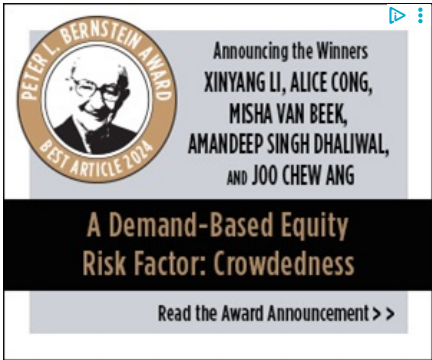 PETER L. BERNSTEIN AWARD
BEST ARTICLE 2024
Announcing the Winners
XINYANG LI, ALICE CONG,
MISHA VAN BEEK,
AMANDEEP SINGH DHALIWAL,
AND JOO CHEW ANG
A Demand-Based Equity
Risk Factor: Crowdedness
Read the Award Announcement > >